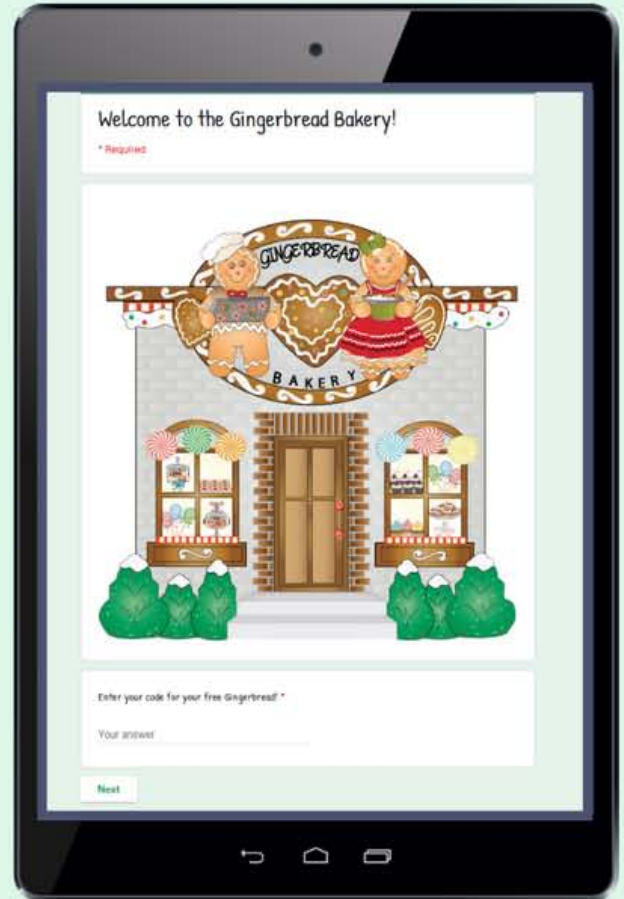 Welcome to the Gingerbread Bakery!
* Required
GINGERBREAD
BAKERY
Enter your code for your free Gingerbread! *
Your answer
Next